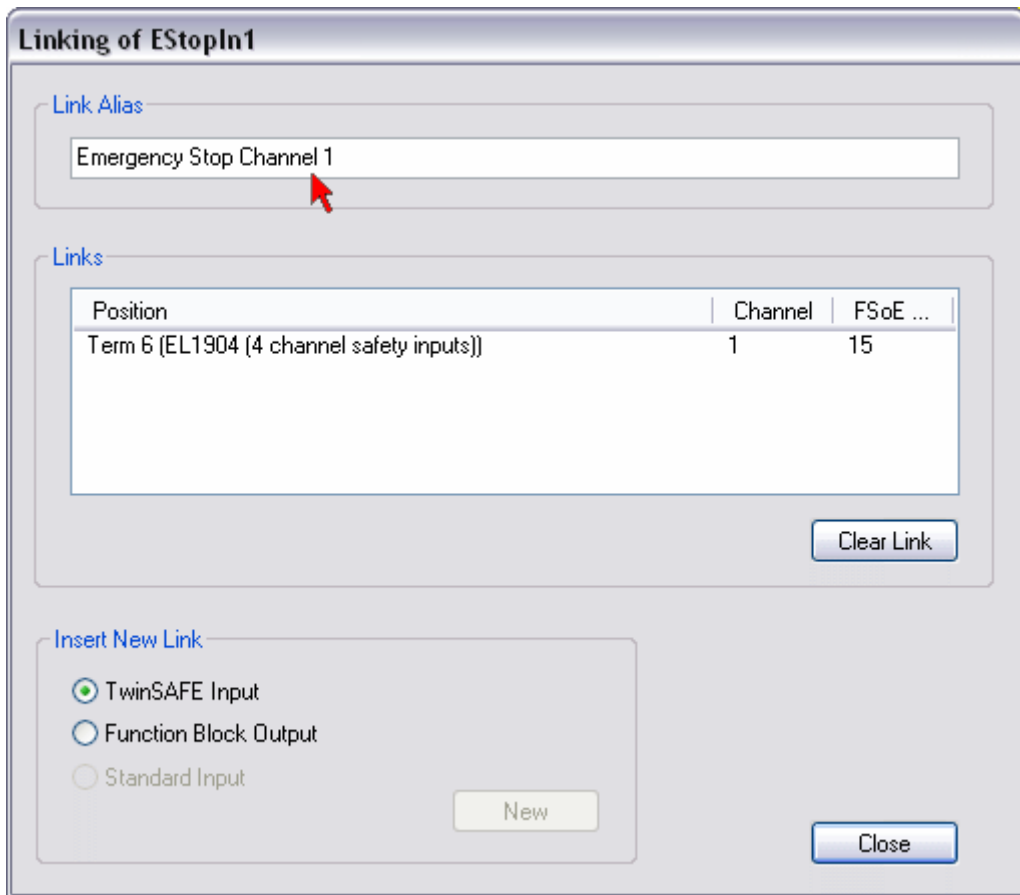 Linking of EStopIn1
Link Alias
Emergency Stop Channel 1
Links
Position Channel FSoE ...
Term 6 (EL1904 (4 channel safety inputs)) 1 15
Clear Link
Insert New Link
TwinSAFE Input
Function Block Output
Standard Input
New
Close